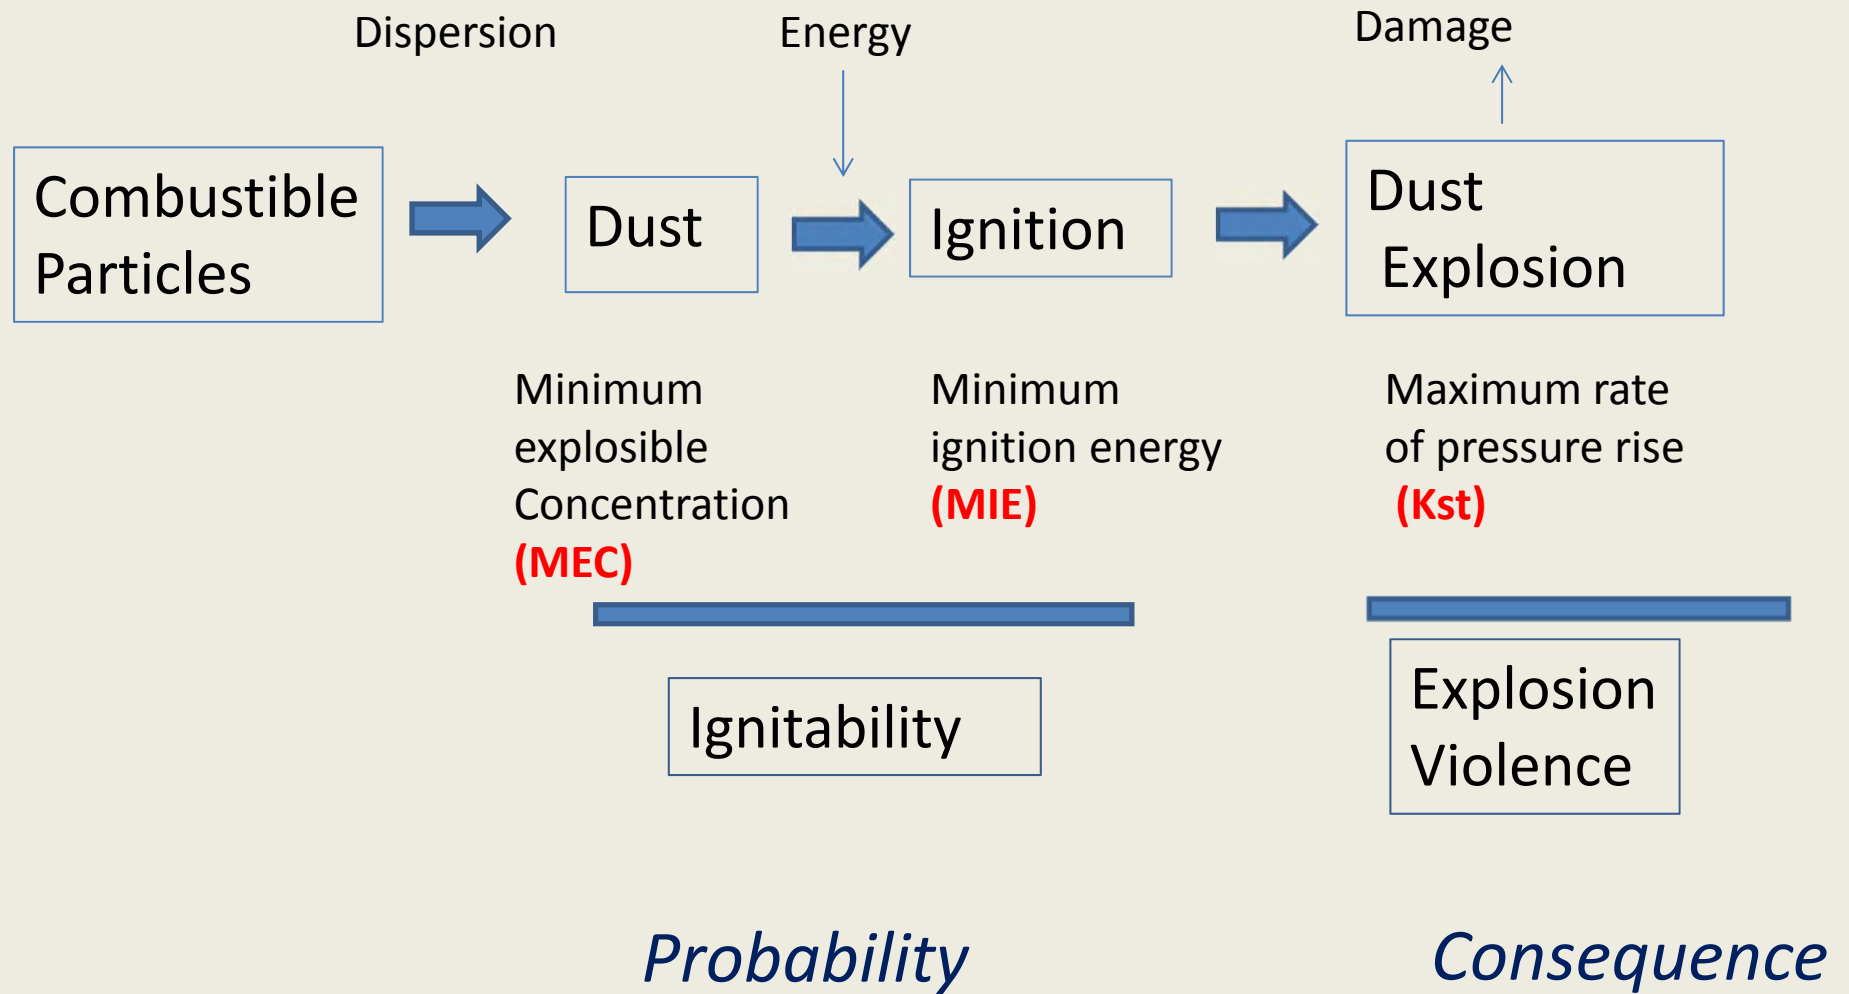 Dispersion
Energy
Damage
Combustible
Particles
Dust
Ignition
Dust
Explosion
Minimum
explosible
Concentration
(MEC)
Minimum
ignition energy
(MIE)
Maximum rate
of pressure rise
(Kst)
Ignitability
Explosion
Violence
Probability
Consequence